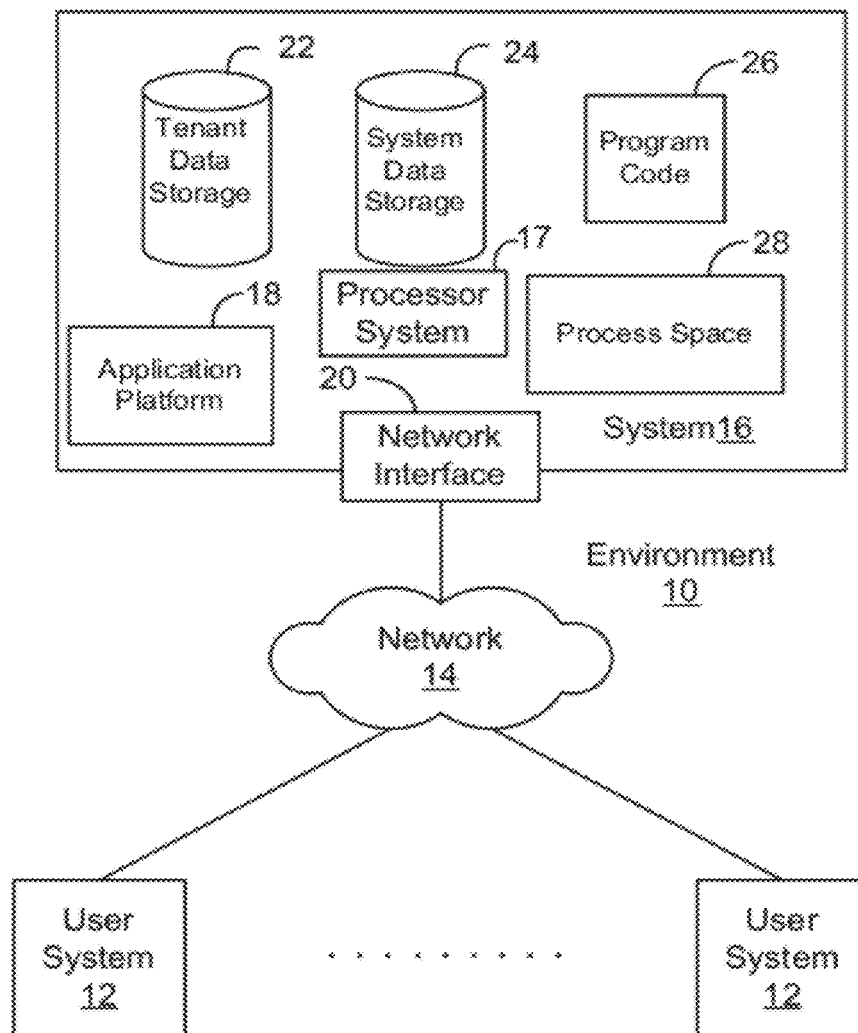 22
24
26
Tenant
Data
Storage
System
Data
Storage
Program
Code
17
28
18
Processor
System
Process Space
Application
Platform
20
System16
Network
Interface
Environment
10
Network
14
User
System
12
User
System
12